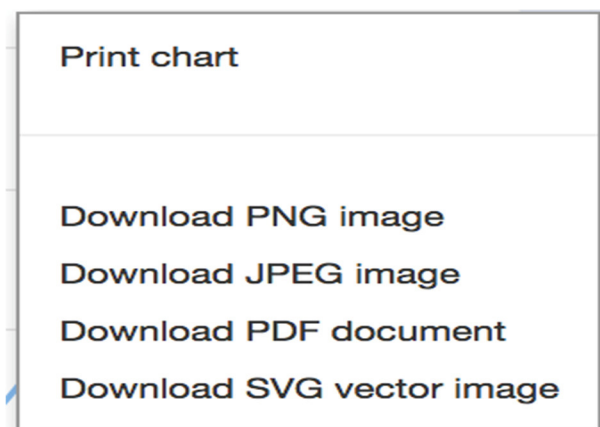 Print chart
Download PNG image
Download JPEG image
Download PDF document
Download SVG vector image